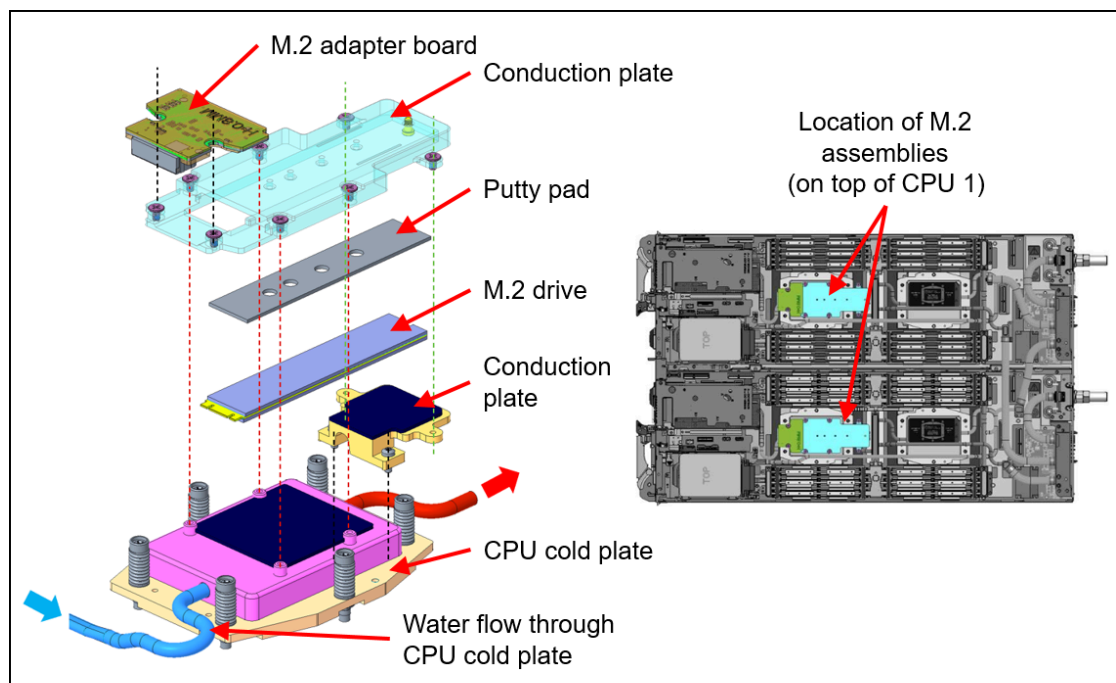 M.2 adapter board
Conduction plate
Putty pad
M.2 drive
Conduction
plate
CPU cold plate
Water flow through
CPU cold plate
Location of M.2
assemblies
(on top of CPU 1)
TOP
TOP